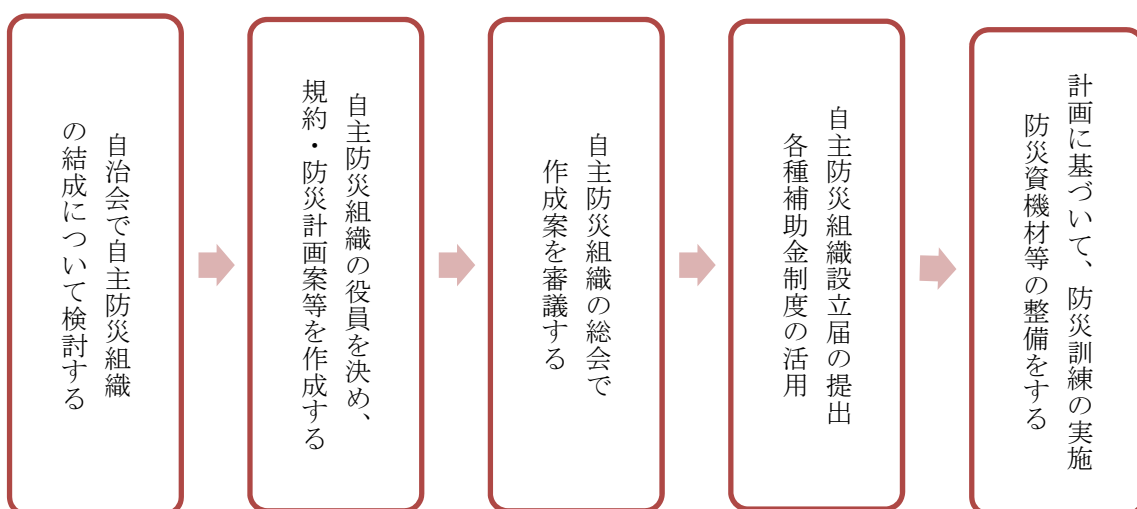 自治会で自主防災組織
の結成について検討する
自主防災組織の役員を決め、
規約・防災計画案等を作成する
自主防災組織の総会で
作成案を審議する
自主防災組織設立届の提出
各種補助金制度の活用
計画に基づいて、防災訓練の実施
防災資機材等の整備をする